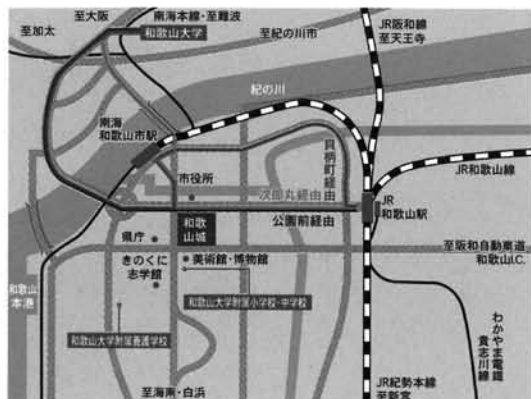 至大阪
南海本線・至難波
和歌山大学
至加太
至紀の川市
JR阪和線
至天王寺
紀の川
南海
和歌山市駅
貝柄町経由
市役所
次郎丸経由
JR和歌山線
JR
和歌山駅
公園前経由
和歌
山城
県庁
至阪和自動車道
和歌山I.C.
きのくに
志学館
美術館・博物館
和歌山
本港
和歌山大学附属小学校・中学校
和歌山大学附属養護学校
わかやま電鐵
貴志川線
至海南・白浜
JR紀勢本線
至新宮